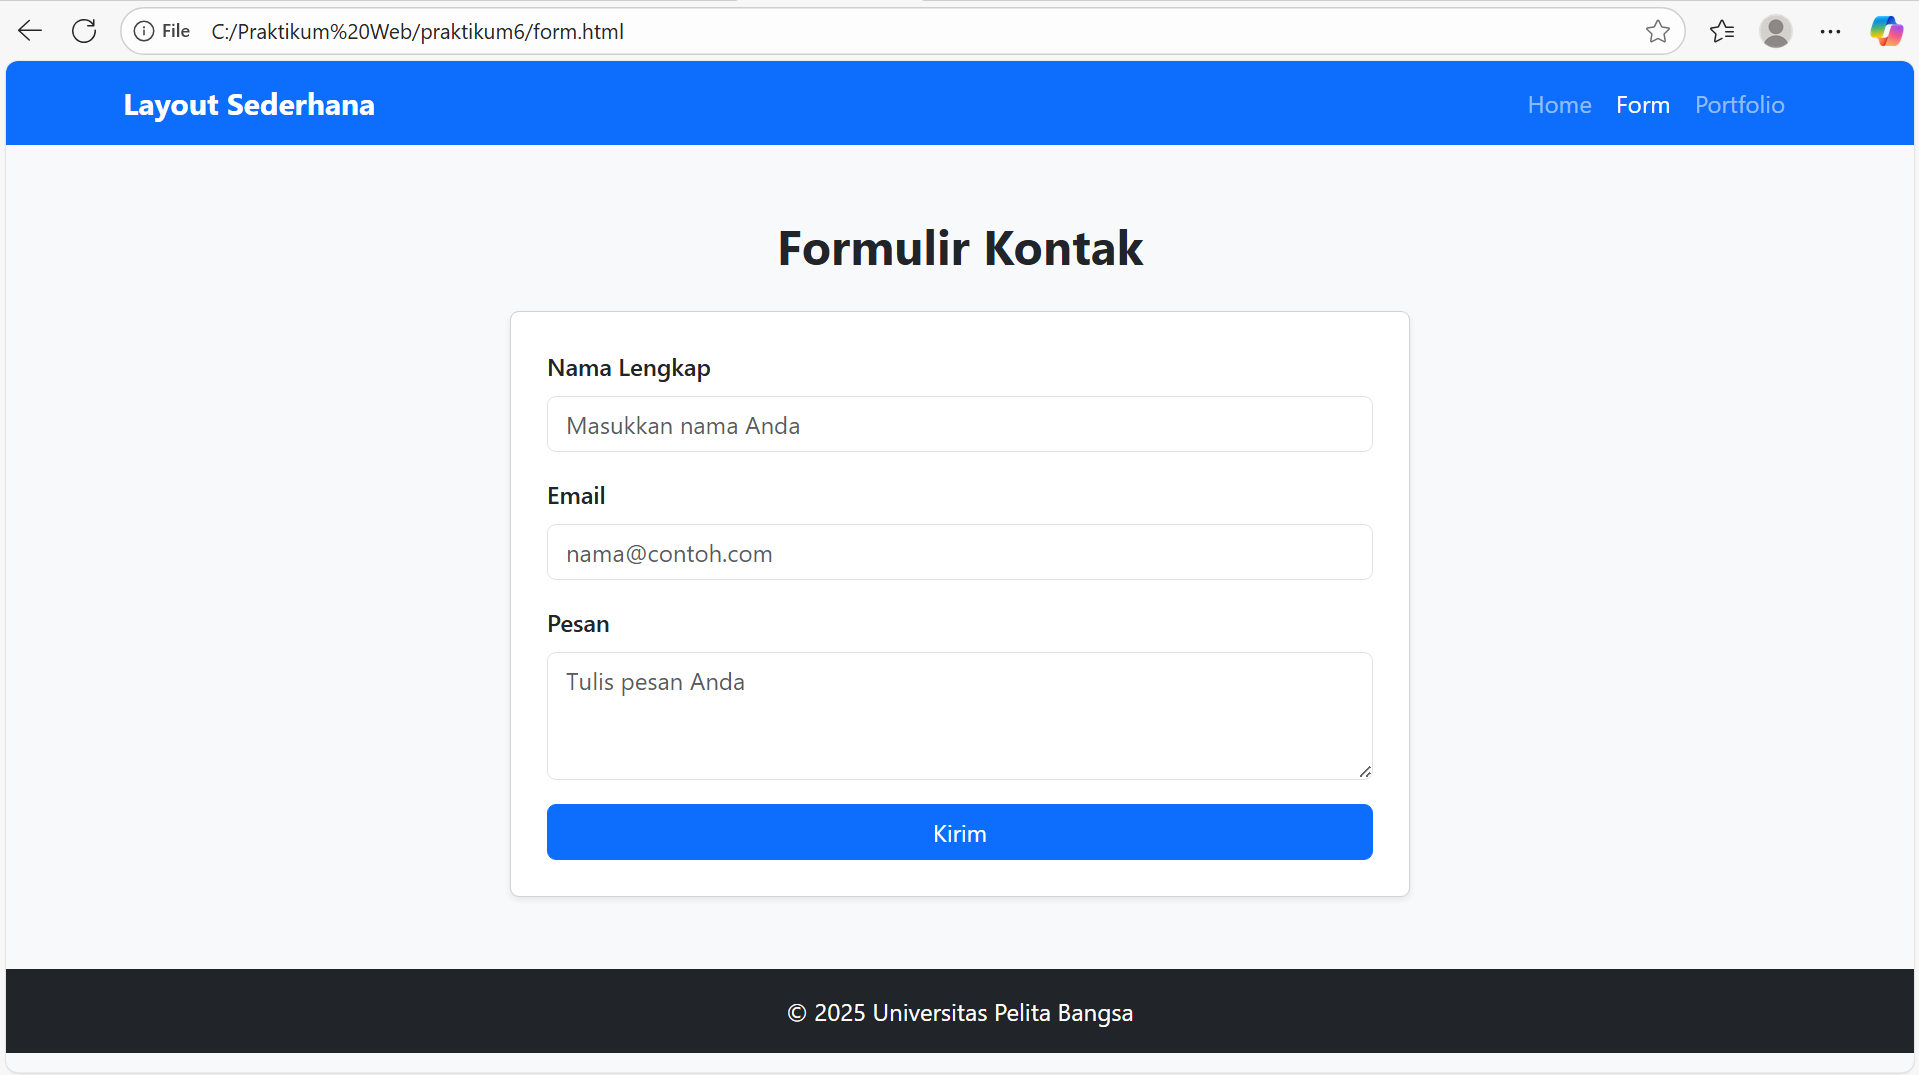 File C:/Praktikum%20Web/praktikum6/form.html
Layout Sederhana Home Form Portfolio
Formulir Kontak
Nama Lengkap
Masukkan nama Anda
Email
nama@contoh.com
Pesan
Tulis pesan Anda
Kirim
© 2025 Universitas Pelita Bangsa